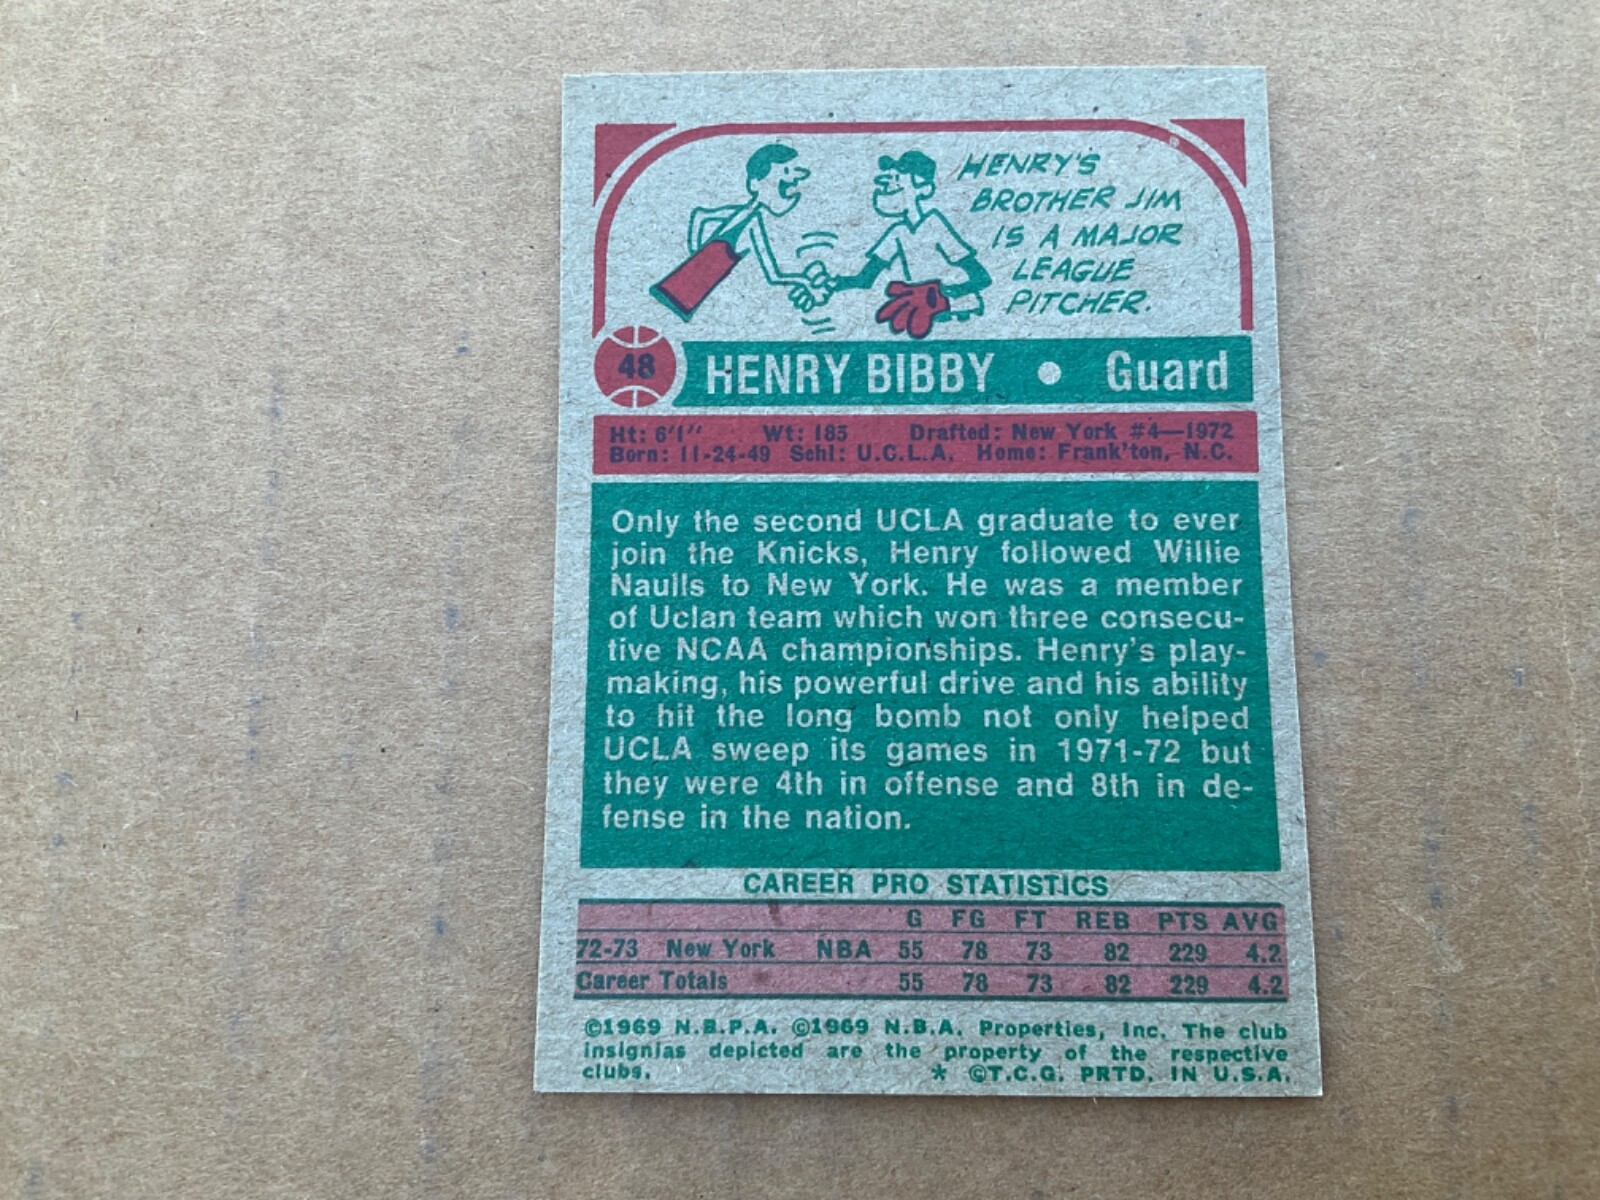 HENRY'S
BROTHER JIM
IS A MAJOR
LEAGUE
PITCHER.
48 HENRY BIBBY • Guard
Ht: 6'1" Wt: 185 Drafted: New York #4—1972
Born: 11-24-49 Schl: U.C.L.A. Home: Frank'ton, N.C.
Only the second UCLA graduate to ever
join the Knicks, Henry followed Willie
Naulls to New York. He was a member
of Uclan team which won three consecu-
tive NCAA championships. Henry's play-
making, his powerful drive and his ability
to hit the long bomb not only helped
UCLA sweep its games in 1971-72 but
they were 4th in offense and 8th in de-
fense in the nation.
CAREER PRO STATISTICS
G FG FT REB PTS AVG
72-73 New York NBA 55 78 73 82 229 4.2
Career Totals 55 78 73 82 229 4.2
©1969 N.B.P.A. ©1969 N.B.A. Properties, Inc. The club
insignias depicted are the property of the respective
clubs. * ©T.C.G. PRTD. IN U.S.A.